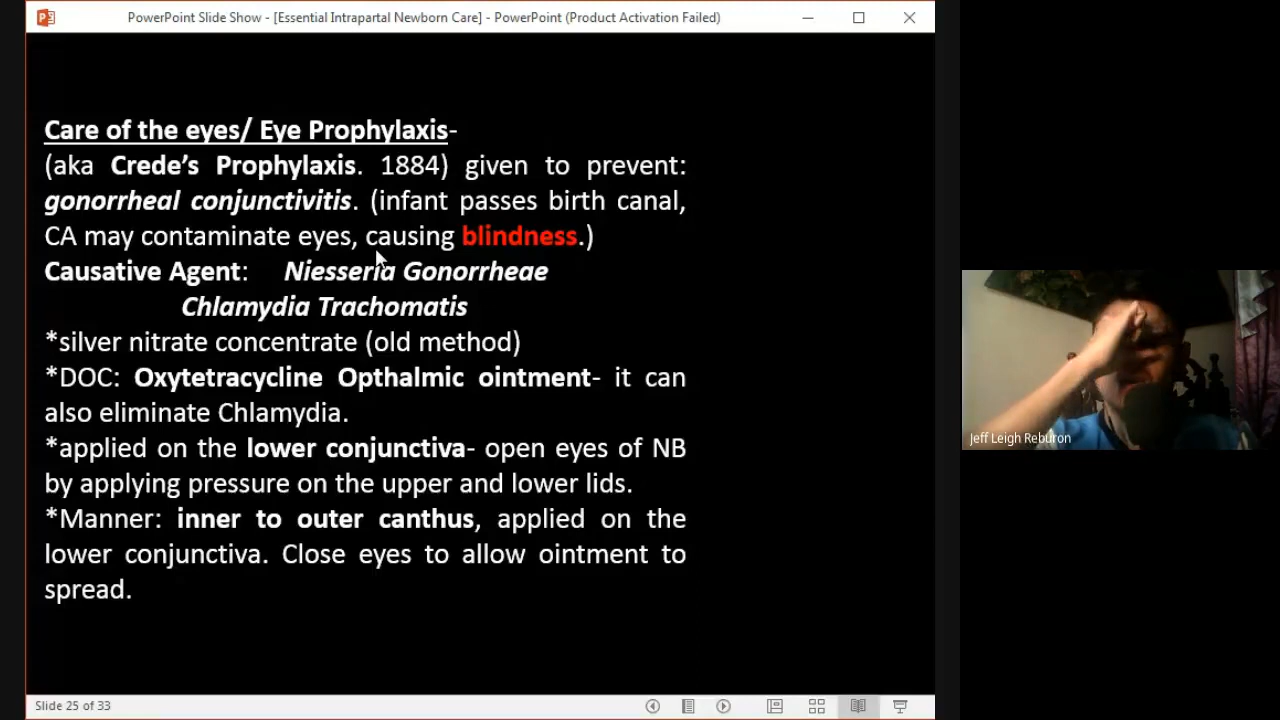 PowerPoint Slide Show - [Essential Intrapartal Newborn Care] - PowerPoint (Product Activation Failed)
Care of the eyes/ Eye Prophylaxis-
(aka Crede's Prophylaxis. 1884) given to prevent:
gonorrheal conjunctivitis. (infant passes birth canal,
CA may contaminate eyes, causing blindness.)
Causative Agent: Niesseria Gonorrheae
Chlamydia Trachomatis
*silver nitrate concentrate (old method)
*DOC: Oxytetracycline Opthalmic ointment- it can
also eliminate Chlamydia.
*applied on the lower conjunctiva- open eyes of NB
by applying pressure on the upper and lower lids.
*Manner: inner to outer canthus, applied on the
lower conjunctiva. Close eyes to allow ointment to
spread.
Jeff Leigh Reburon
Slide 25 of 33